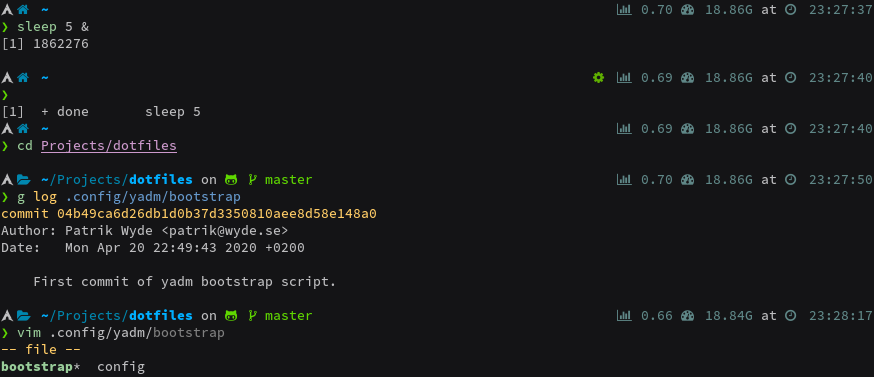 ~ 0.70 18.86G at 23:27:37
❯ sleep 5 &
[1] 1862276
~ 0.69 18.86G at 23:27:40
❯
[1]  + done       sleep 5
~ 0.69 18.86G at 23:27:40
❯ cd Projects/dotfiles
~/Projects/dotfiles on master 0.70 18.86G at 23:27:50
❯ g log .config/yadm/bootstrap
commit 04b49ca6d26db1d0b37d3350810aee8d58e148a0
Author: Patrik Wyde <patrik@wyde.se>
Date:   Mon Apr 20 22:49:43 2020 +0200
First commit of yadm bootstrap script.
~/Projects/dotfiles on master 0.66 18.84G at 23:28:17
❯ vim .config/yadm/bootstrap
-- file --
bootstrap*  config